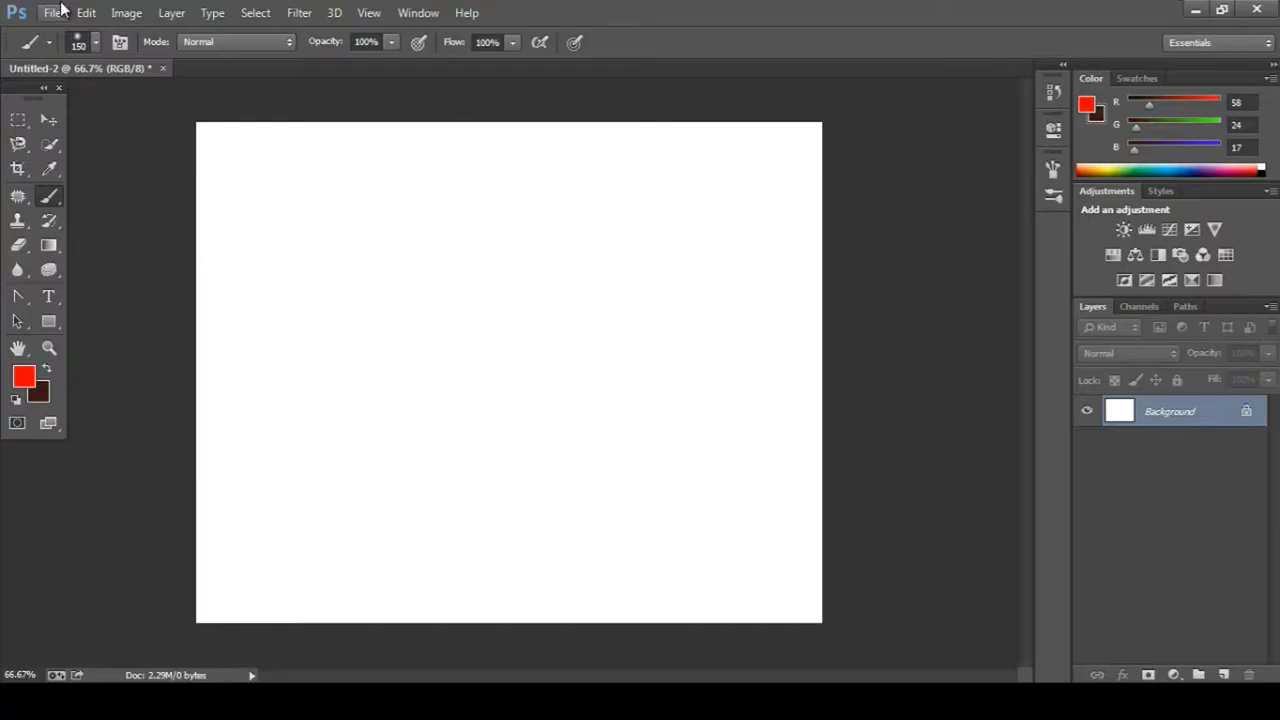 Ps File Edit Image Layer Type Select Filter 3D View Window Help
150 Mode: Normal Opacity: 100% Flow: 100% Essentials
Untitled-2 @ 66.7% (RGB/8) * ×
Color Swatches
R 58
G 24
B 17
Adjustments Styles
Add an adjustment
Layers Channels Paths
Kind
Normal Opacity: 100%
Lock: Fill: 100%
Background
66.67% Doc: 2.29M/0 bytes